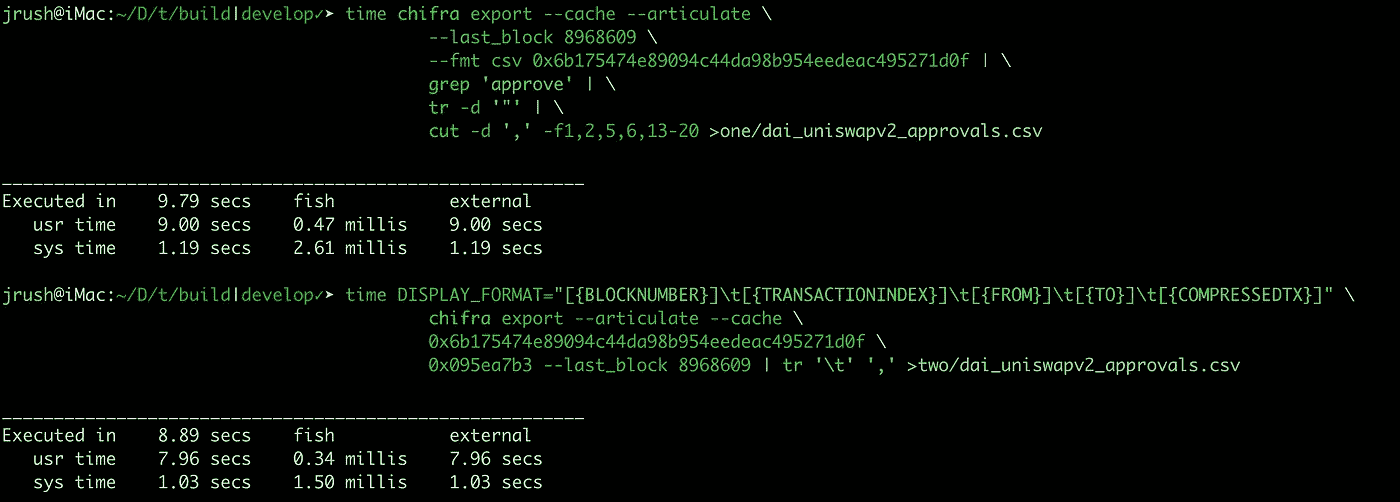 jrush@iMac:~/D/t/build|develop✓➤ time chifra export --cache --articulate \
--last_block 8968609 \
--fmt csv 0x6b175474e89094c44da98b954eedeac495271d0f | \
grep 'approve' | \
tr -d '"' | \
cut -d ',' -f1,2,5,6,13-20 >one/dai_uniswapv2_approvals.csv
________________________________________________________
Executed in    9.79 secs    fish           external
usr time    9.00 secs    0.47 millis    9.00 secs
sys time    1.19 secs    2.61 millis    1.19 secs
jrush@iMac:~/D/t/build|develop✓➤ time DISPLAY_FORMAT="[{BLOCKNUMBER}]\t[{TRANSACTIONINDEX}]\t[{FROM}]\t[{TO}]\t[{COMPRESSEDTX}]" \
chifra export --articulate --cache \
0x6b175474e89094c44da98b954eedeac495271d0f \
0x095ea7b3 --last_block 8968609 | tr '\t' ',' >two/dai_uniswapv2_approvals.csv
________________________________________________________
Executed in    8.89 secs    fish           external
usr time    7.96 secs    0.34 millis    7.96 secs
sys time    1.03 secs    1.50 millis    1.03 secs